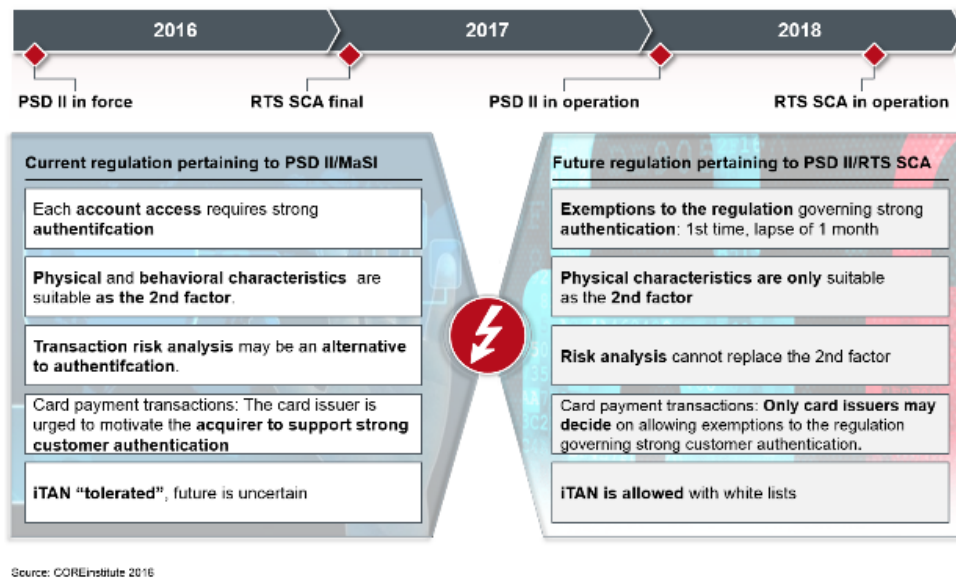 2016
2017
2018
PSD II in force
RTS SCA final
PSD II in operation
RTS SCA in operation
Current regulation pertaining to PSD II/MaSI
Each account access requires strong
authentifcation
Physical and behavioral characteristics are
suitable as the 2nd factor.
Transaction risk analysis may be an alternative
to authentifcation.
Card payment transactions: The card issuer is
urged to motivate the acquirer to support strong
customer authentication
iTAN “tolerated”, future is uncertain
Future regulation pertaining to PSD II/RTS SCA
Exemptions to the regulation governing strong
authentication: 1st time, lapse of 1 month
Physical characteristics are only suitable
as the 2nd factor
Risk analysis cannot replace the 2nd factor
Card payment transactions: Only card issuers may
decide on allowing exemptions to the regulation
governing strong customer authentication.
iTAN is allowed with white lists
Source: COREinstitute 2016